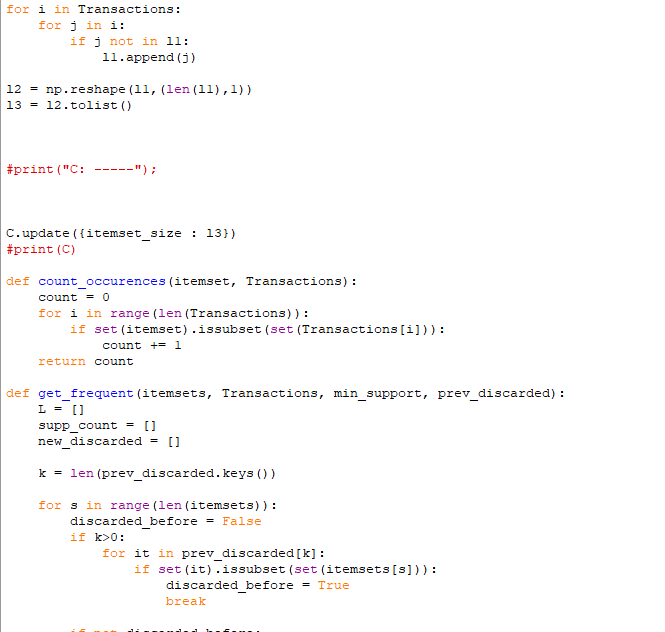 for i in Transactions:
    for j in i:
        if j not in l1:
            l1.append(j)
l2 = np.reshape(l1,(len(l1),1))
l3 = l2.tolist()
#print("C: -----");
C.update({itemset_size : l3})
#print(C)
def count_occurences(itemset, Transactions):
    count = 0
    for i in range(len(Transactions)):
        if set(itemset).issubset(set(Transactions[i])):
            count += 1
    return count
def get_frequent(itemsets, Transactions, min_support, prev_discarded):
    L = []
    supp_count = []
    new_discarded = []
    k = len(prev_discarded.keys())
    for s in range(len(itemsets)):
        discarded_before = False
        if k>0:
            for it in prev_discarded[k]:
                if set(it).issubset(set(itemsets[s])):
                    discarded_before = True
                    break
        if not discarded_before: